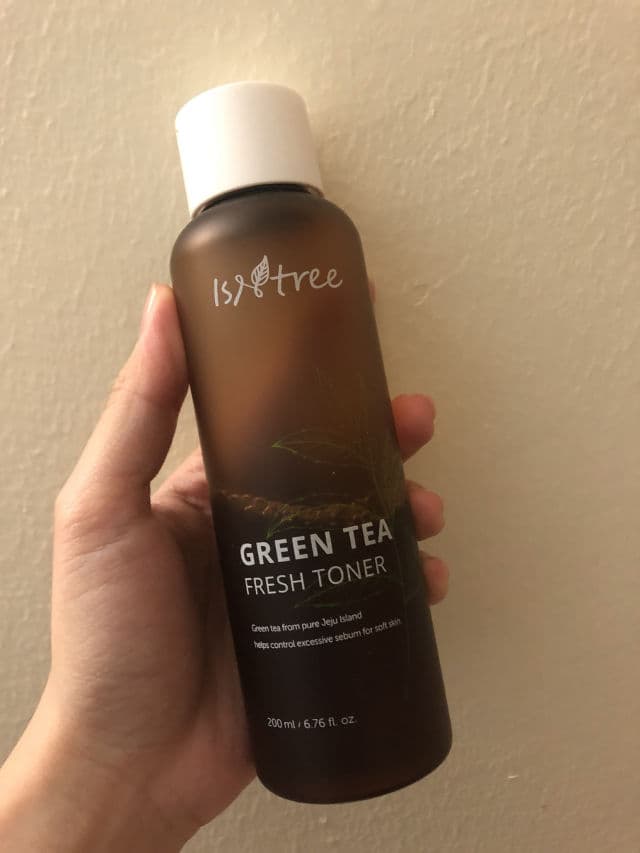 Isntree
GREEN TEA
FRESH TONER
Green tea from pure Jeju Island
helps control excessive sebum for soft skin
200 ml / 6.76 fl. oz.